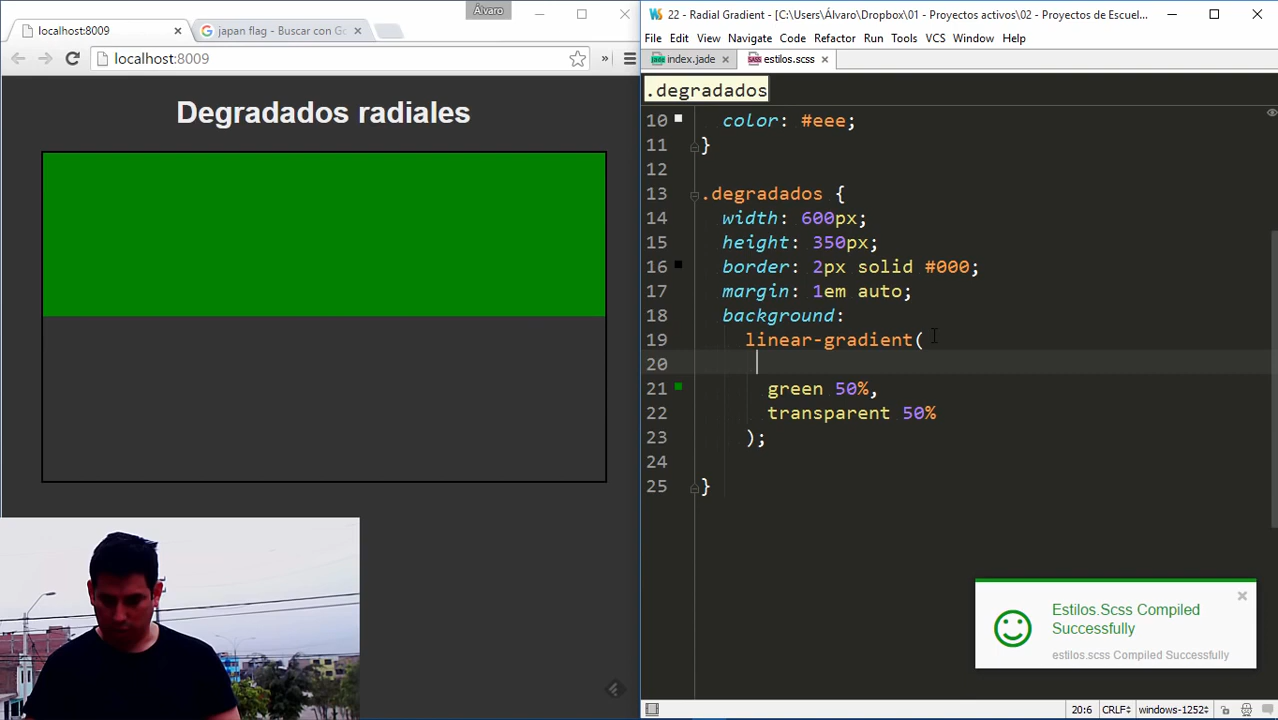 Álvaro
localhost:8009
japan flag - Buscar con Go
localhost:8009
»
Degradados radiales
22 - Radial Gradient - [C:\Users\Álvaro\Dropbox\01 - Proyectos activos\02 - Proyectos de Escuel...
File Edit View Navigate Code Refactor Run Tools VCS Window Help
index.jade
estilos.scss
.degradados
10 color: #eee;
11 }
12
13 .degradados {
14 width: 600px;
15 height: 350px;
16 border: 2px solid #000;
17 margin: 1em auto;
18 background:
19 linear-gradient(
20
21 green 50%,
22 transparent 50%
23 );
24
25 }
Estilos.Scss Compiled
Successfully
estilos.scss Compiled Successfully
20:6 CRLF windows-1252